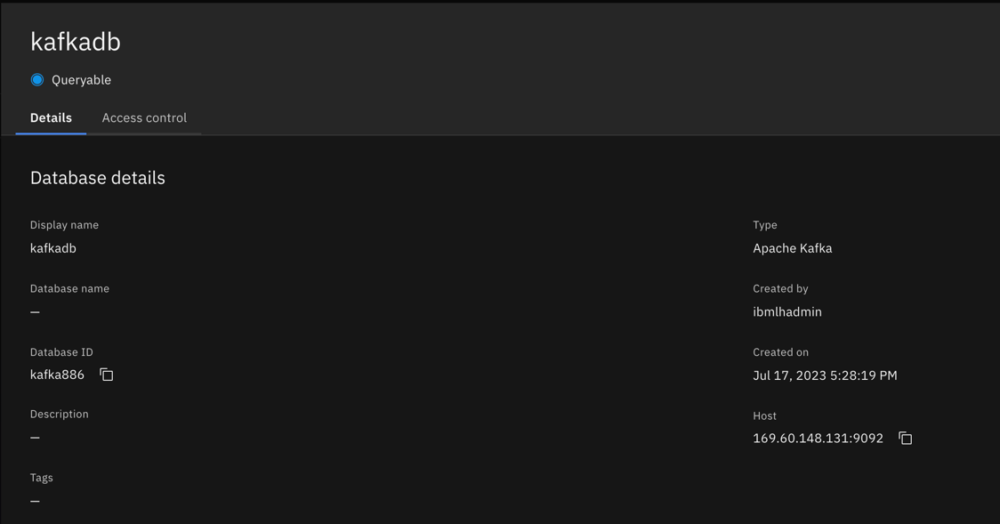 kafkadb
Queryable
Details Access control
Database details
Display name
kafkadb
Type
Apache Kafka
Database name
—
Created by
ibmlhadmin
Database ID
kafka886
Created on
Jul 17, 2023 5:28:19 PM
Description
—
Host
169.60.148.131:9092
Tags
—